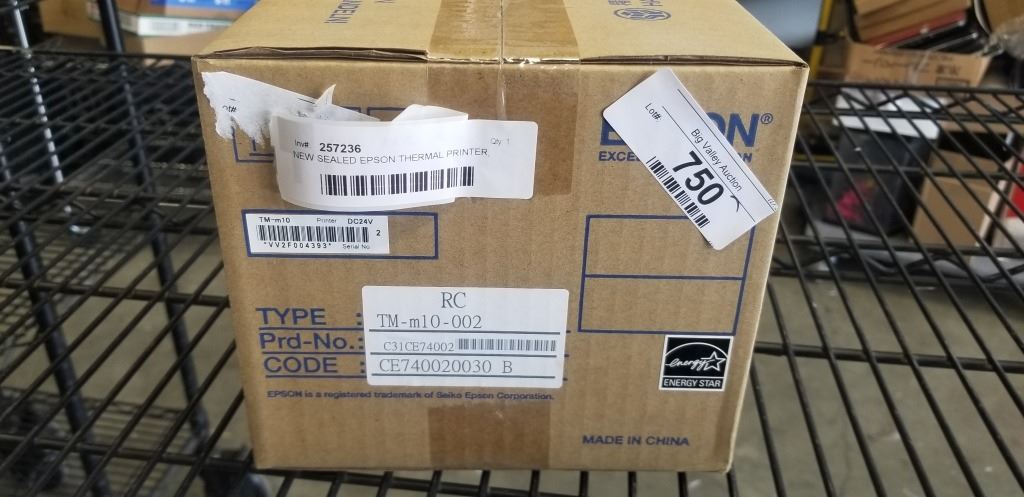 Inv#: 257236
Qty 1
NEW SEALED EPSON THERMAL PRINTER
Lot#:
Big Valley Auction
750
ON®
EXCE
TM-m10 Printer DC24V
2
*VV2F004393* Serial No
RC
TYPE : TM-m10-002
Prd-No.: C31CE74002
CODE : CE740020030 B
EPSON is a registered trademark of Seiko Epson Corporation.
energy
ENERGY STAR
MADE IN CHINA